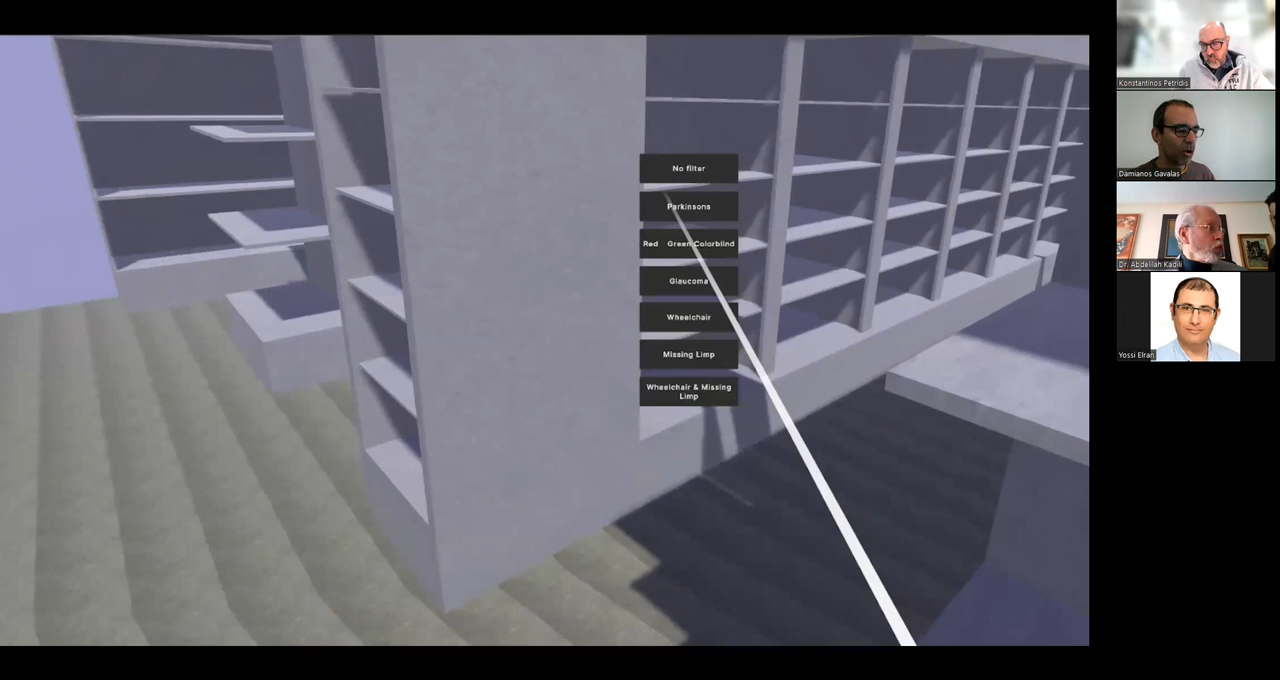 No filter
Parkinsons
Red Green Colorblind
Glaucoma
Wheelchair
Missing Limp
Wheelchair & Missing
Limp
Konstantinos Petridis
Damianos Gavalas
Dr. Abdelilah Kadili
Yossi Elran